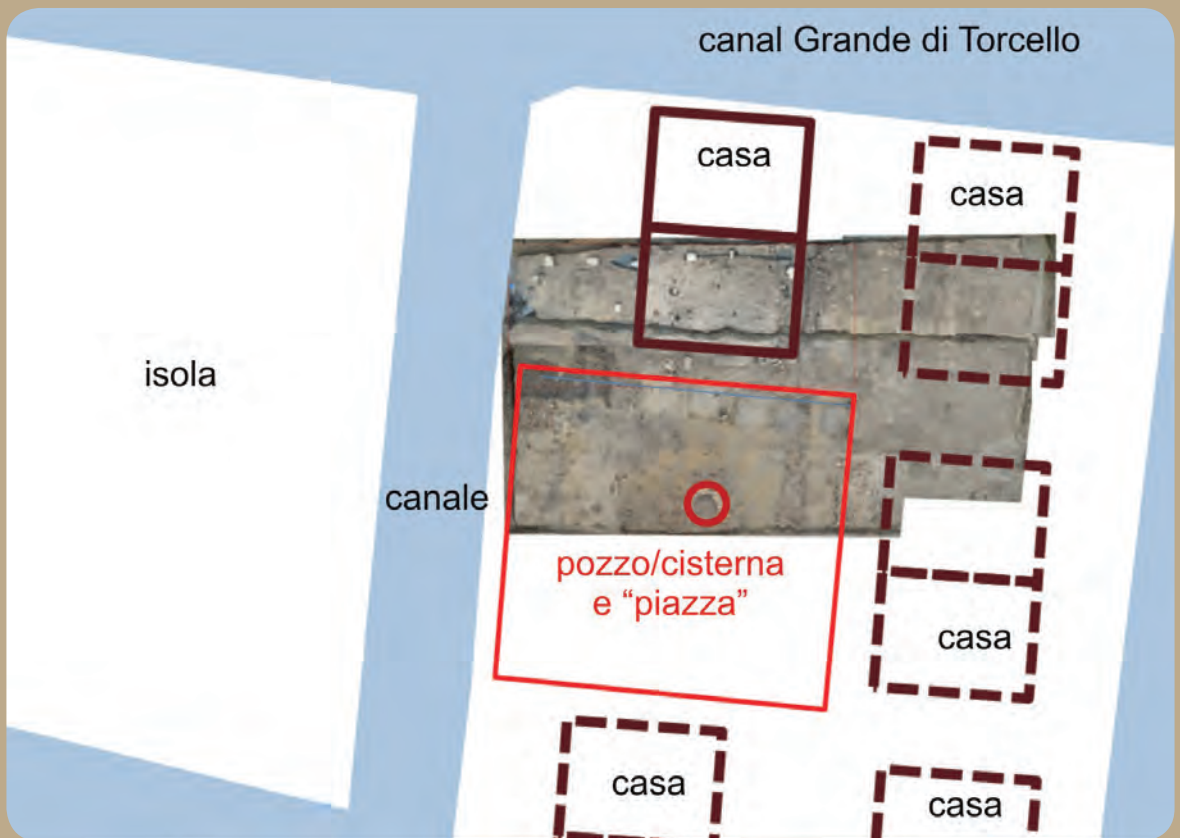 canal Grande di Torcello
casa
casa
isola
canale
pozzo/cisterna
e “piazza”
casa
casa
casa